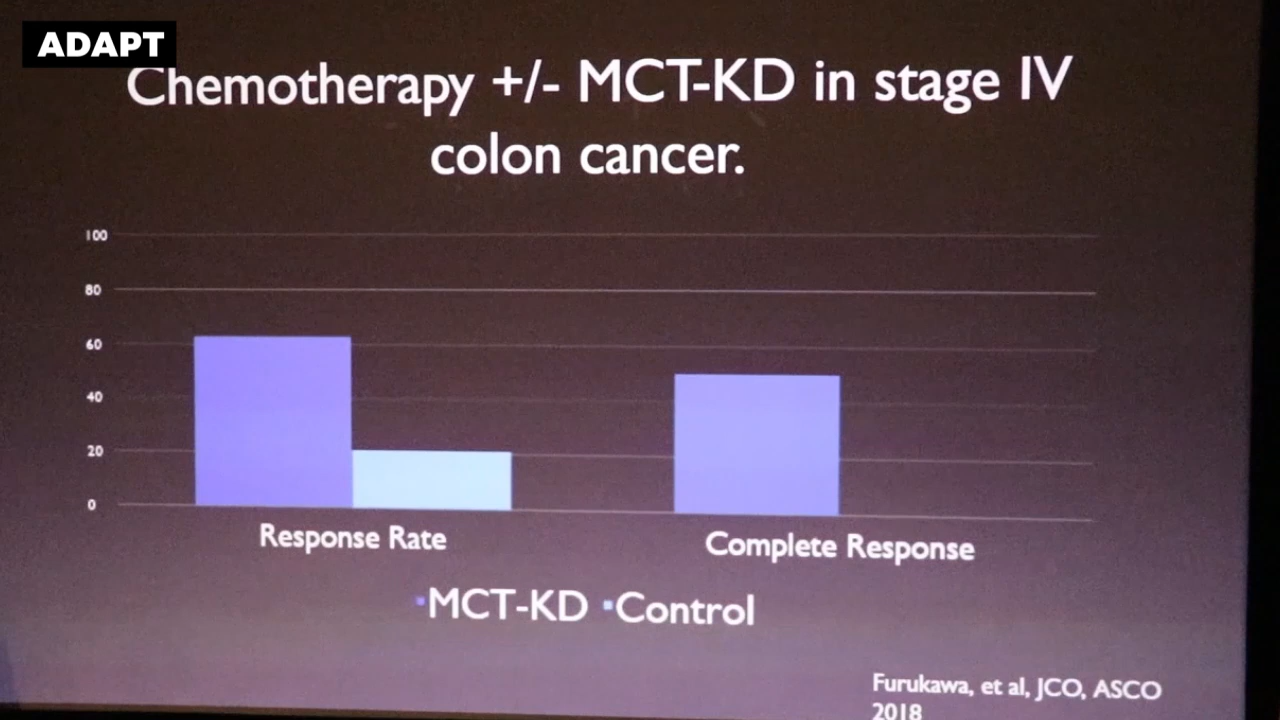 ADAPT
Chemotherapy +/- MCT-KD in stage IV
colon cancer.
100
80
60
40
20
0
Response Rate
Complete Response
MCT-KD Control
Furukawa, et al, JCO, ASCO
2018